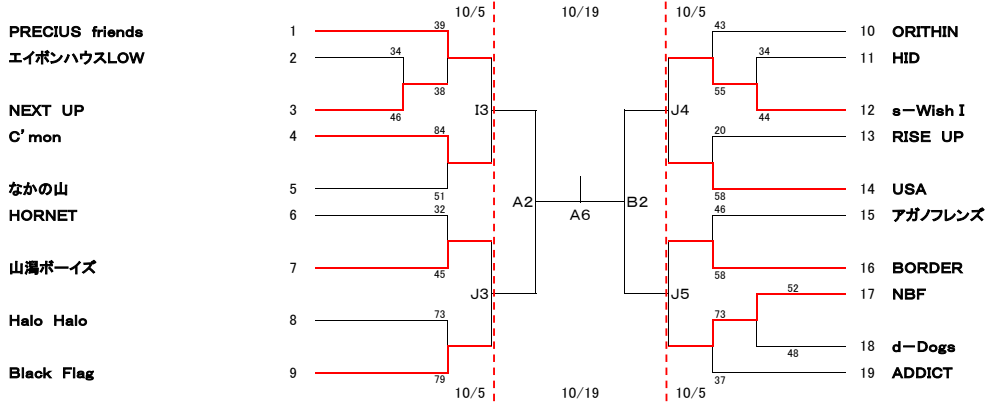 10/5 10/19 10/5
PRECIUS friends 1 39 43 10 ORITHIN
エイボンハウスLOW 2 34 34 11 HID
38 55
NEXT UP 3 46 I3 J4 44 12 s－Wish I
C’mon 4 84 20 13 RISE UP
なかの山 5 51 58 14 USA
A2 A6 B2
HORNET 6 32 46 15 アガノフレンズ
山潟ボーイズ 7 45 58 16 BORDER
J3 J5 52 17 NBF
Halo Halo 8 73 73
48 18 d－Dogs
Black Flag 9 79 37 19 ADDICT
10/5 10/19 10/5